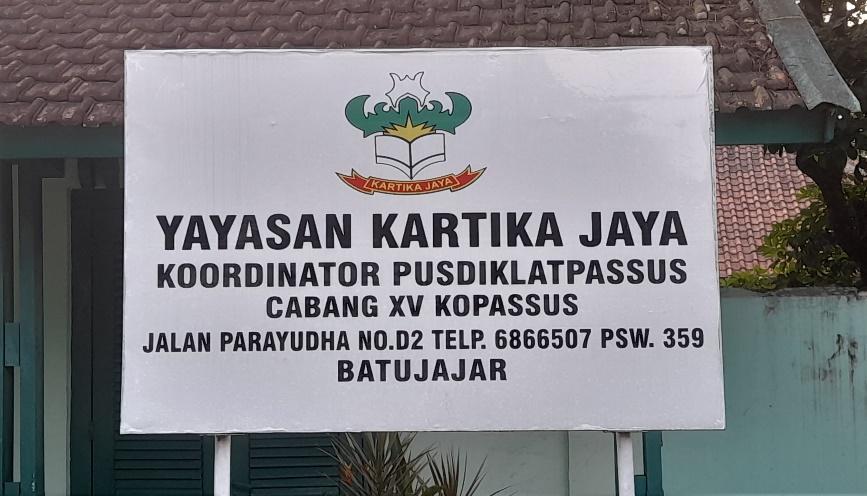 KARTIKA JAYA
YAYASAN KARTIKA JAYA
KOORDINATOR PUSDIKLATPASSUS
CABANG XV KOPASSUS
JALAN PARAYUDHA NO.D2 TELP. 6866507 PSW. 359
BATUJAJAR